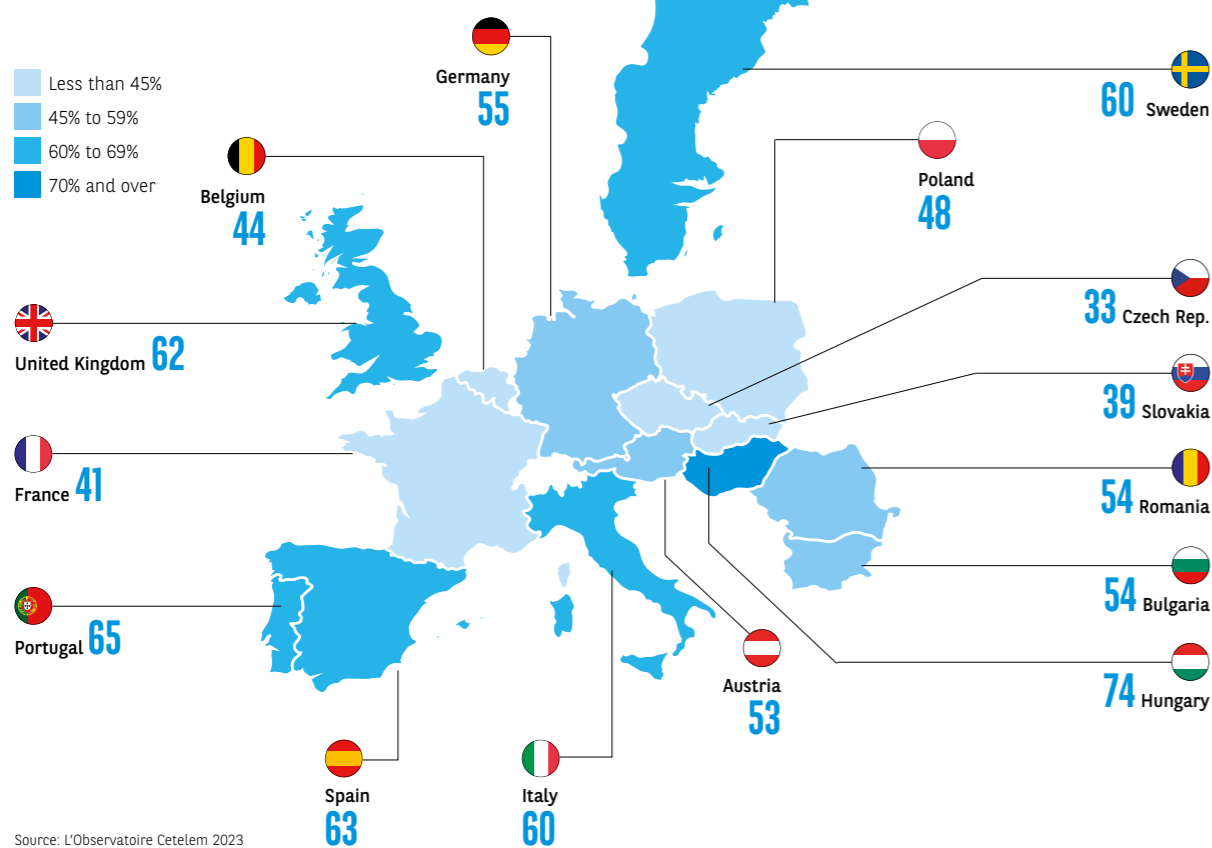 Less than 45%
45% to 59%
60% to 69%
70% and over
Germany
55
60 Sweden
Belgium
44
Poland
48
33 Czech Rep.
United Kingdom 62
39 Slovakia
France 41
54 Romania
54 Bulgaria
Portugal 65
Austria
53
74 Hungary
Spain
63
Italy
60
Source: L'Observatoire Cetelem 2023